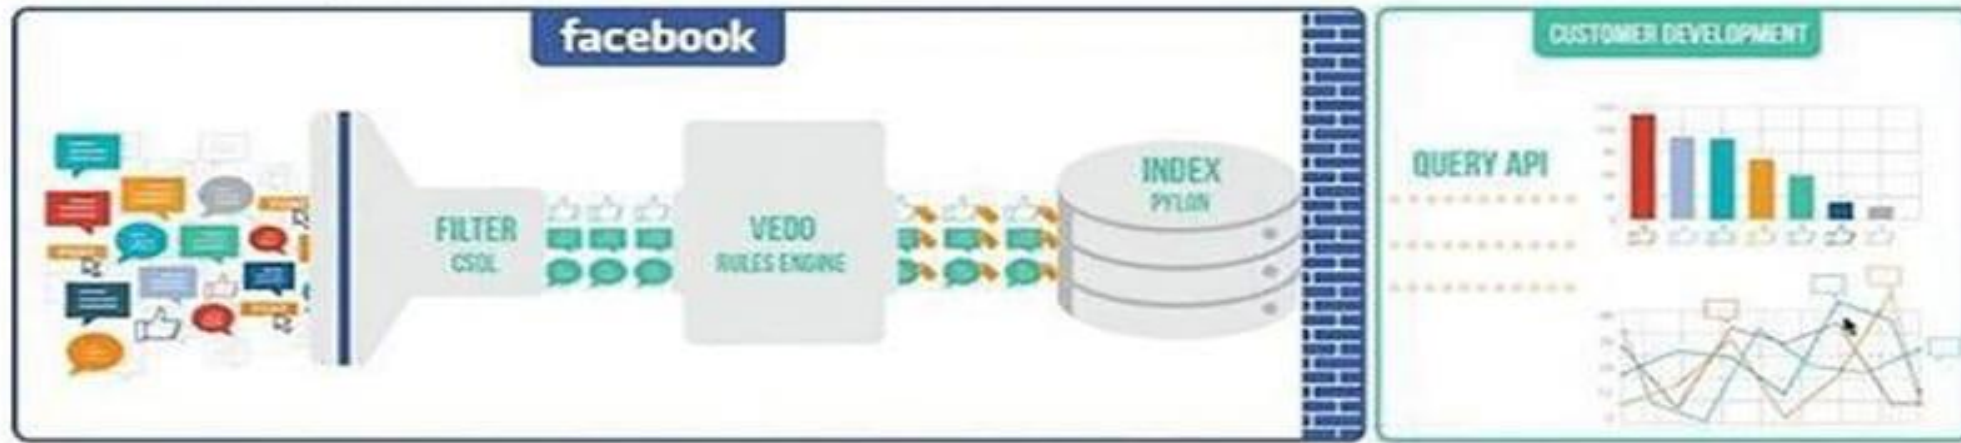 facebook
CUSTOMER DEVELOPMENT
FILTER
CSDL
VEDO
RULES ENGINE
INDEX
PYLON
QUERY API